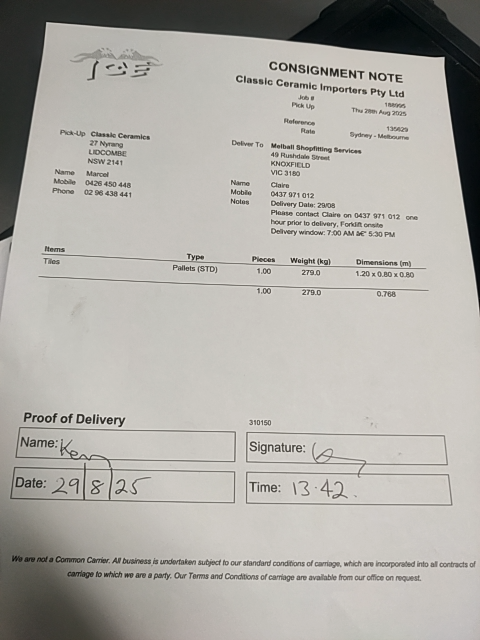 ICE
CONSIGNMENT NOTE
Classic Ceramic Importers Pty Ltd
Job # 188995
Pick Up Thu 28th Aug 2025
Reference 135629
Rate Sydney - Melbourne
Pick-Up Classic Ceramics
27 Nyrang
LIDCOMBE
NSW 2141
Name Marcel
Mobile 0426 450 448
Phone 02 96 438 441
Deliver To Melball Shopfitting Services
49 Rushdale Street
KNOXFIELD
VIC 3180
Name Claire
Mobile 0437 971 012
Notes Delivery Date: 29/08
Please contact Claire on 0437 971 012 one
hour prior to delivery, Forklift onsite
Delivery window: 7:00 AM â€“ 5:30 PM
Items Type Pieces Weight (kg) Dimensions (m)
Tiles Pallets (STD) 1.00 279.0 1.20 x 0.80 x 0.80
1.00 279.0 0.768
Proof of Delivery 310150
Name: Kerry Signature:
Date: 29/8/25 Time: 13.42.
We are not a Common Carrier. All business is undertaken subject to our standard conditions of carriage, which are incorporated into all contracts of
carriage to which we are a party. Our Terms and Conditions of carriage are available from our office on request.